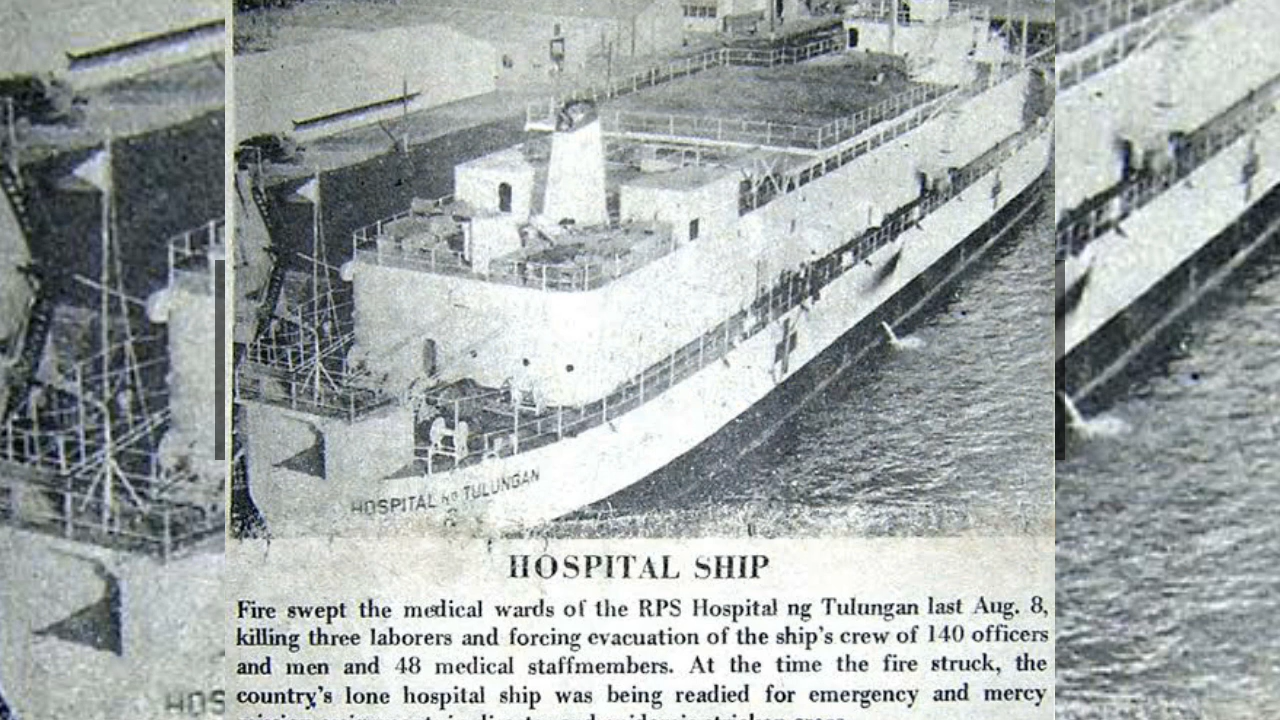 HOSPITAL ng TULUNGAN
HOSPITAL SHIP
Fire swept the medical wards of the RPS Hospital ng Tulungan last Aug. 8,
killing three laborers and forcing evacuation of the ship's crew of 140 officers
and men and 48 medical staffmembers. At the time the fire struck, the
country's lone hospital ship was being readied for emergency and mercy
HOS